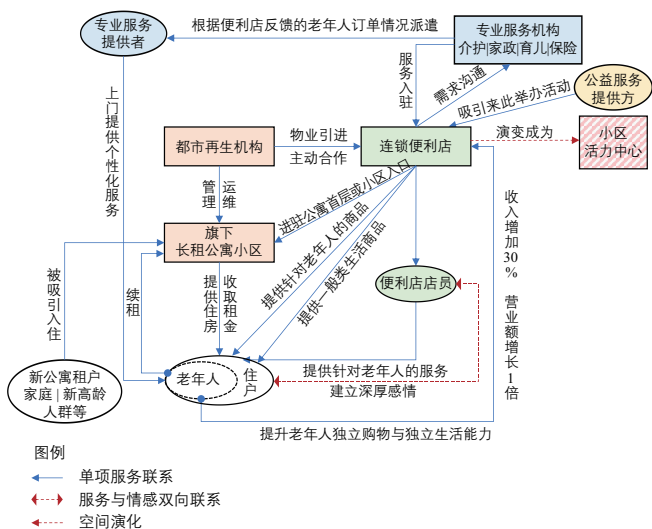 根据便利店反馈的老年人订单情况派遣
专业服务
提供者
专业服务机构
介护|家政|育儿|保险
服务入驻
需求沟通
公益服务
提供方
吸引来此举办活动
上门提供个性化服务
都市再生机构
物业引进
主动合作
连锁便利店
演变成为
小区
活力中心
管理
运维
进驻公寓首层或小区入口
旗下
长租公寓小区
提供针对老年人的商品
提供一般类生活商品
收入增加30% 营业额增长1倍
被吸引入住
续租
提供住房
收取租金
便利店店员
新公寓租户
家庭|新高龄
人群等
老年人
住户
提供针对老年人的服务
建立深厚感情
提升老年人独立购物与独立生活能力
图例
单项服务联系
服务与情感双向联系
空间演化